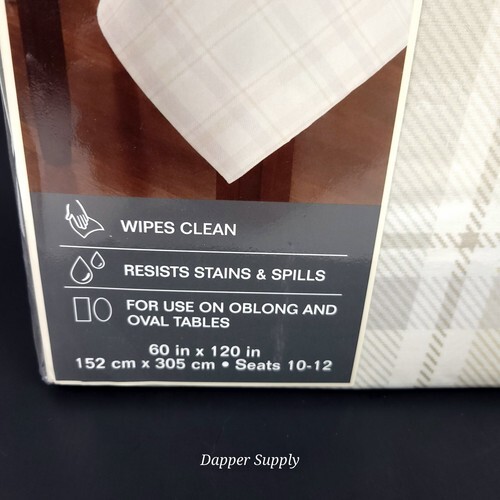 WIPES CLEAN
RESISTS STAINS & SPILLS
FOR USE ON OBLONG AND
OVAL TABLES
60 in x 120 in
152 cm x 305 cm • Seats 10-12
Dapper Supply